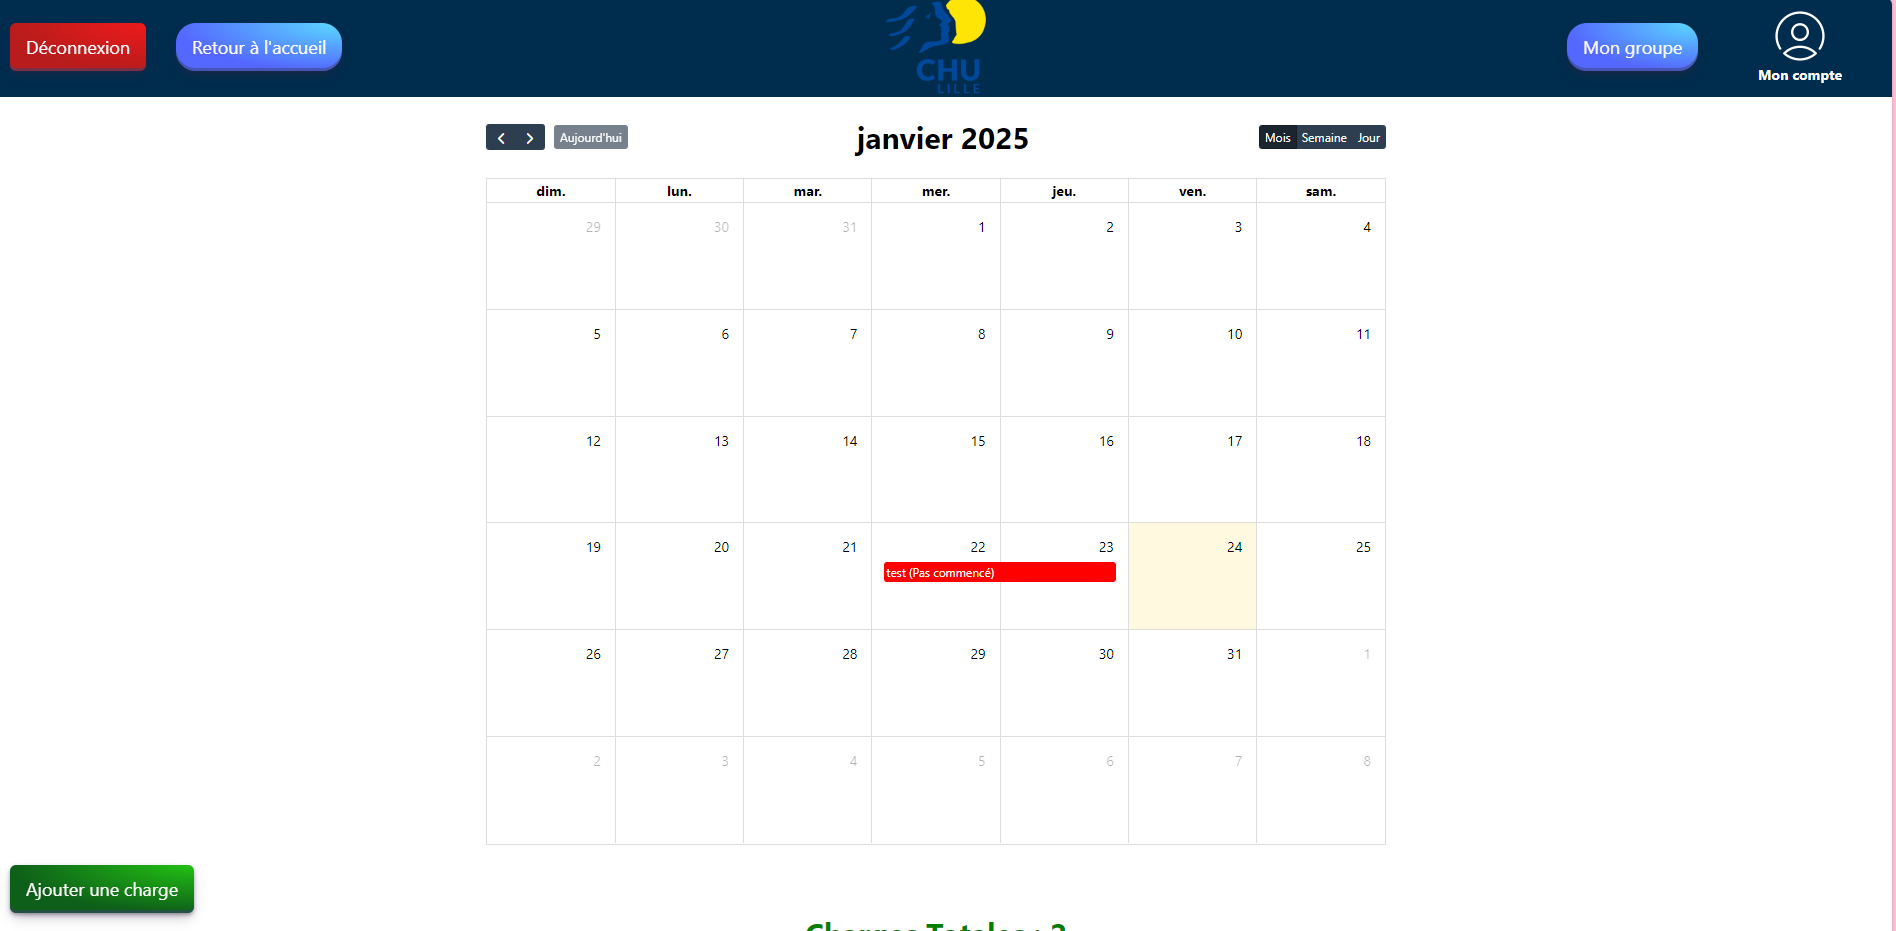 Déconnexion
Retour à l'accueil
CHU
LILLE
Mon groupe
Mon compte
Aujourd'hui
janvier 2025
Mois Semaine Jour
dim. lun. mar. mer. jeu. ven. sam.
29 30 31 1 2 3 4
5 6 7 8 9 10 11
12 13 14 15 16 17 18
19 20 21 22 23 24 25
test (Pas commencé)
26 27 28 29 30 31 1
2 3 4 5 6 7 8
Ajouter une charge
Charges Totales :